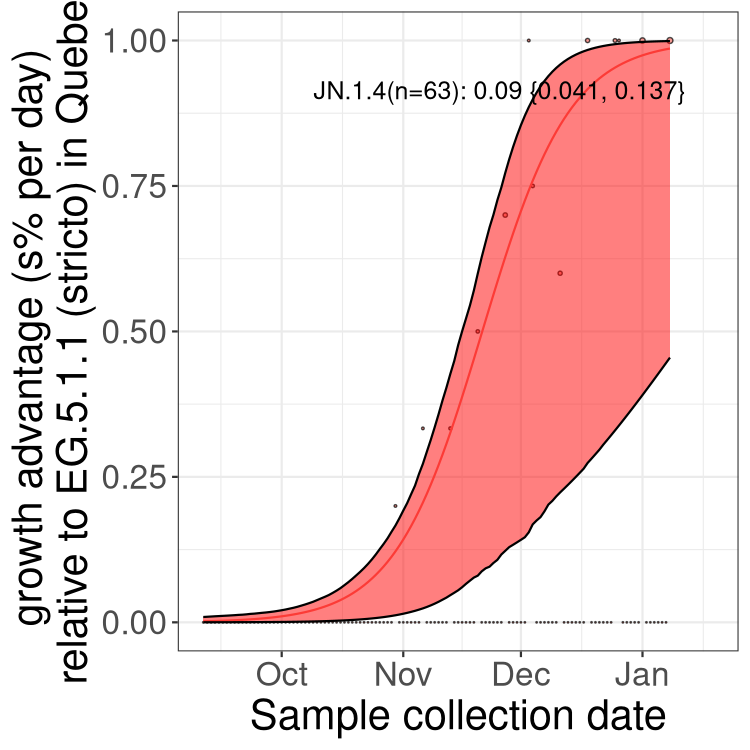 growth advantage (s% per day)
relative to EG.5.1.1 (stricto) in Quebe
1.00
0.75
0.50
0.25
0.00
JN.1.4(n=63): 0.09 {0.041, 0.137}
Oct Nov Dec Jan
Sample collection date